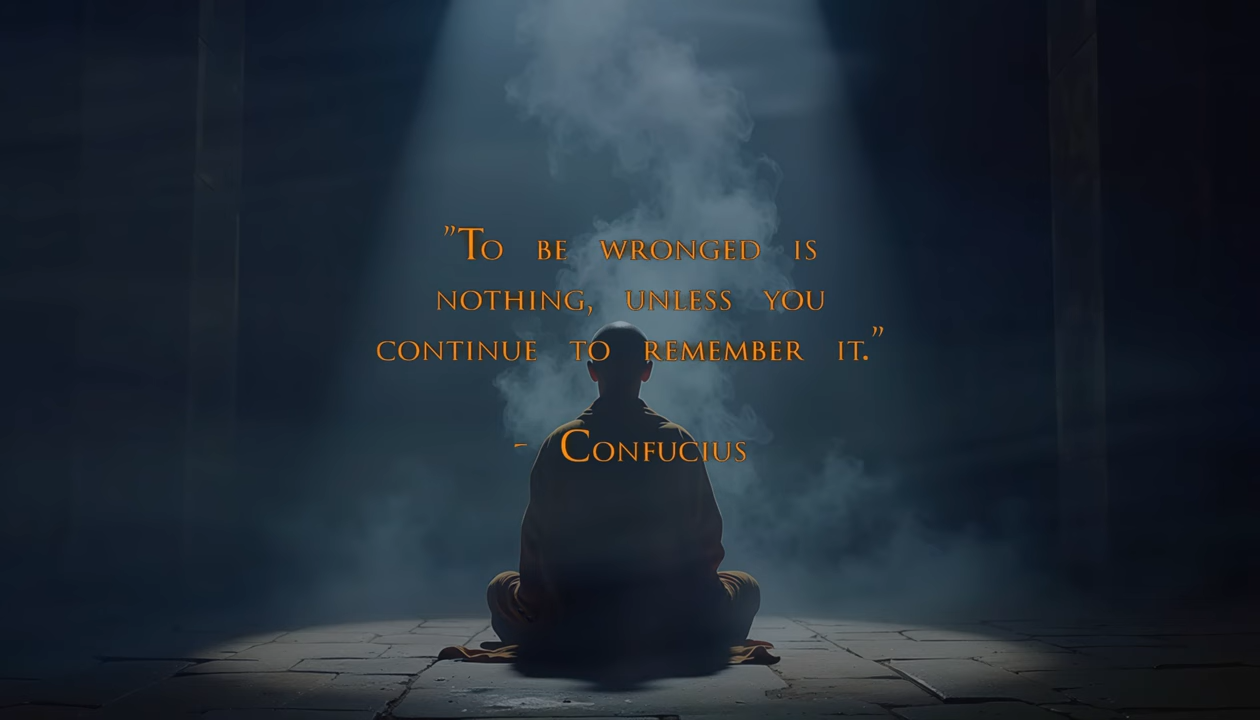 ”To be wronged is
nothing, unless you
continue to remember it.”
- Confucius